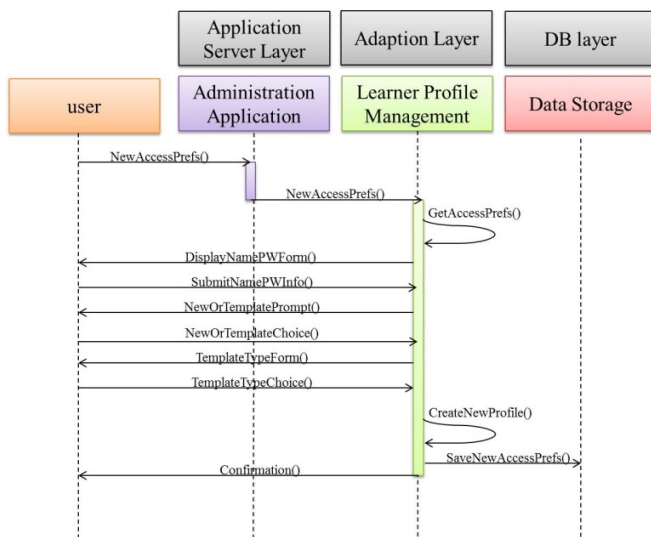 Application
Server Layer
Adaption Layer
DB layer
user
Administration
Application
Learner Profile
Management
Data Storage
NewAccessPrefs()
NewAccessPrefs()
GetAccessPrefs()
DisplayNamePWForm()
SubmitNamePWInfo()
NewOrTemplatePrompt()
NewOrTemplateChoice()
TemplateTypeForm()
TemplateTypeChoice()
CreateNewProfile()
SaveNewAccessPrefs()
Confirmation()